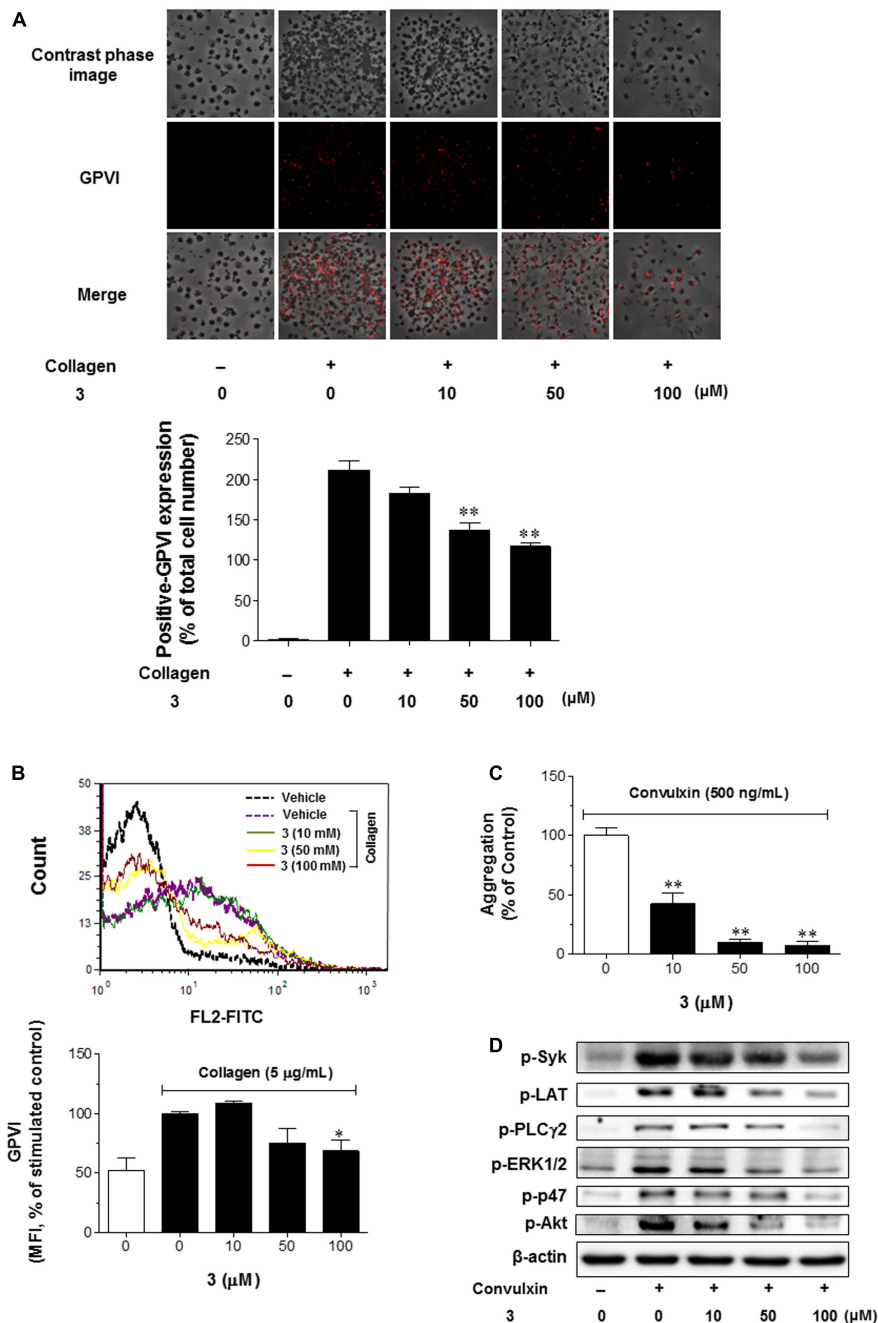 A
Contrast phase image
GPVI
Merge
Collagen – + + + +
3 0 0 10 50 100 (µM)
Positive-GPVI expression
(% of total cell number)
250
200
150
100
50
0
** **
Collagen – + + + +
3 0 0 10 50 100 (µM)
B
Count
50
38
25
13
0
Vehicle
Vehicle
3 (10 mM)
3 (50 mM)
3 (100 mM)
Collagen
10⁰ 10¹ 10² 10³
FL2-FITC
GPVI
(MFI, % of stimulated control)
150
100
50
0
Collagen (5 µg/mL)
*
0 0 10 50 100
3 (µM)
C
Aggregation
(% of Control)
150
100
50
0
Convulxin (500 ng/mL)
** ** **
0 10 50 100
3 (µM)
D
p-Syk
p-LAT
p-PLCγ2
p-ERK1/2
p-p47
p-Akt
β-actin
Convulxin – + + + +
3 0 0 10 50 100 (µM)